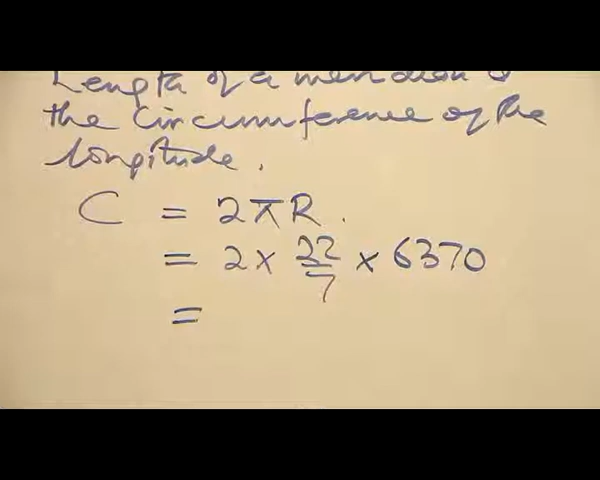 Length of a meridian is
the Circumference of the
longitude.
C = 2πR.
= 2 × 22/7 × 6370
=